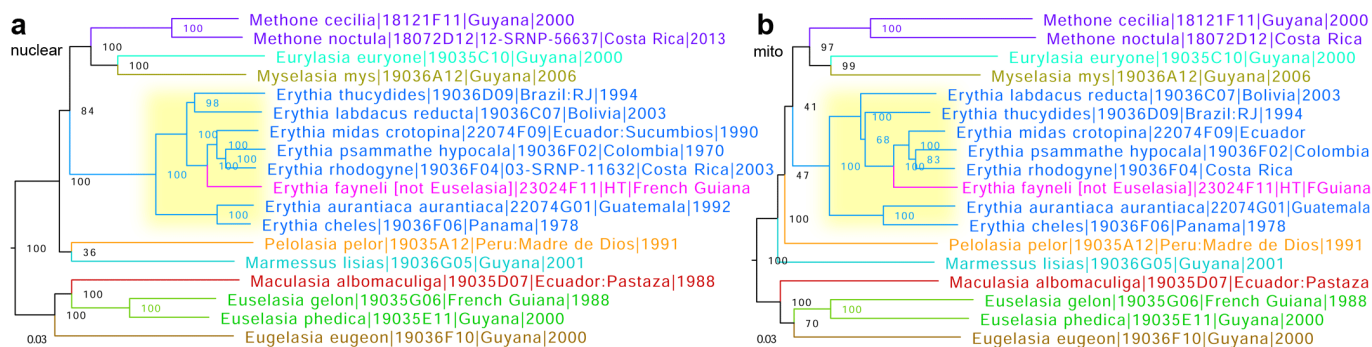 a
nuclear
Methone cecilia|18121F11|Guyana|2000
100
Methone noctula|18072D12|12-SRNP-56637|Costa Rica|2013
100
Eurylasia euryone|19035C10|Guyana|2000
100
Myselasia mys|19036A12|Guyana|2006
84
Erythia thucydides|19036D09|Brazil:RJ|1994
98
Erythia labdacus reducta|19036C07|Bolivia|2003
Erythia midas crotopina|22074F09|Ecuador:Sucumbios|1990
100
100
Erythia psammathe hypocala|19036F02|Colombia|1970
100
100
Erythia rhodogyne|19036F04|03-SRNP-11632|Costa Rica|2003
100
100
Erythia fayneli [not Euselasia]|23024F11|HT|French Guiana
Erythia aurantiaca aurantiaca|22074G01|Guatemala|1992
100
Erythia cheles|19036F06|Panama|1978
100
Pelolasia pelor|19035A12|Peru:Madre de Dios|1991
36
Marmessus lisias|19036G05|Guyana|2001
Maculasia albomaculiga|19035D07|Ecuador:Pastaza|1988
100
Euselasia gelon|19035G06|French Guiana|1988
100
100
Euselasia phedica|19035E11|Guyana|2000
Eugelasia eugeon|19036F10|Guyana|2000
0.03
b
mito
Methone cecilia|18121F11|Guyana|2000
100
Methone noctula|18072D12|Costa Rica
97
Eurylasia euryone|19035C10|Guyana|2000
99
Myselasia mys|19036A12|Guyana|2006
41
Erythia labdacus reducta|19036C07|Bolivia|2003
Erythia thucydides|19036D09|Brazil:RJ|1994
100
Erythia midas crotopina|22074F09|Ecuador
68
100
Erythia psammathe hypocala|19036F02|Colombia
83
100
100
Erythia rhodogyne|19036F04|Costa Rica
47
Erythia fayneli [not Euselasia]|23024F11|HT|FGuiana
Erythia aurantiaca aurantiaca|22074G01|Guatemala
100
100
Erythia cheles|19036F06|Panama|1978
Pelolasia pelor|19035A12|Peru:Madre de Dios|1991
100
Marmessus lisias|19036G05|Guyana|2001
Maculasia albomaculiga|19035D07|Ecuador:Pastaza
100
Euselasia gelon|19035G06|French Guiana|1988
100
Euselasia phedica|19035E11|Guyana|2000
70
Eugelasia eugeon|19036F10|Guyana|2000
0.03